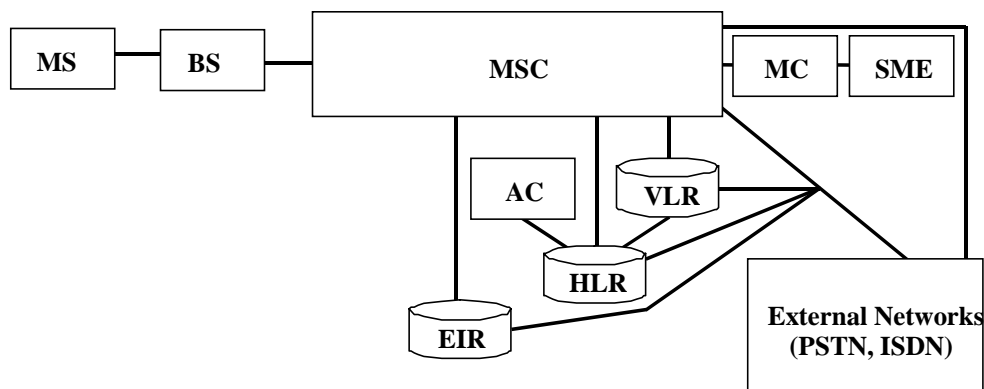 MS
BS
MSC
MC
SME
AC
VLR
HLR
EIR
External Networks
(PSTN, ISDN)